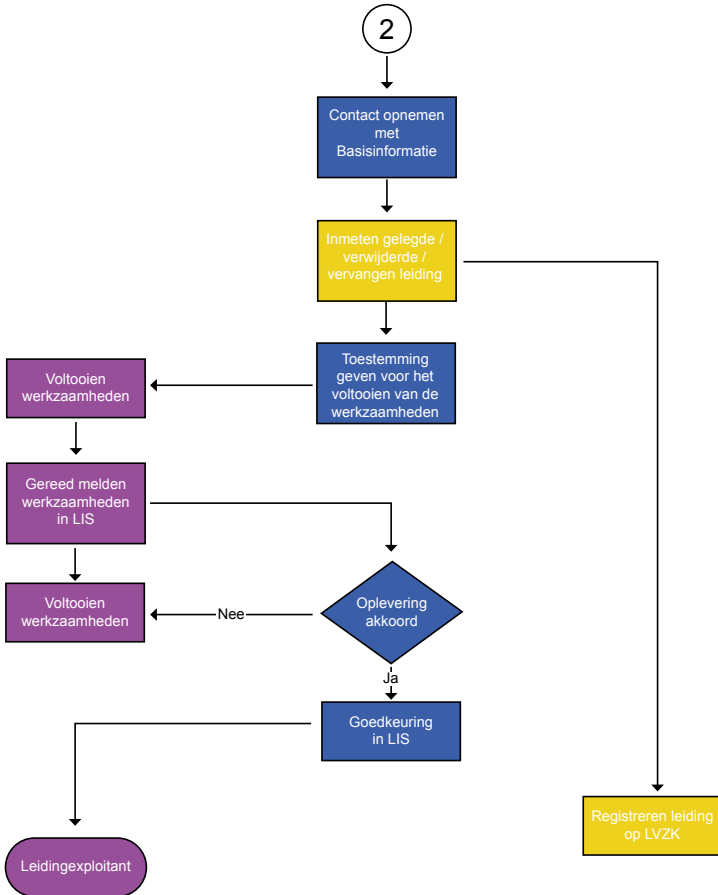 2
Contact opnemen
met
Basisinformatie
Inmeten gelegde /
verwijderde /
vervangen leiding
Toestemming
geven voor het
voltooien van de
werkzaamheden
Voltooien
werkzaamheden
Gereed melden
werkzaamheden
in LIS
Voltooien
werkzaamheden
Nee
Oplevering
akkoord
Ja
Goedkeuring
in LIS
Registreren leiding
op LVZK
Leidingexploitant